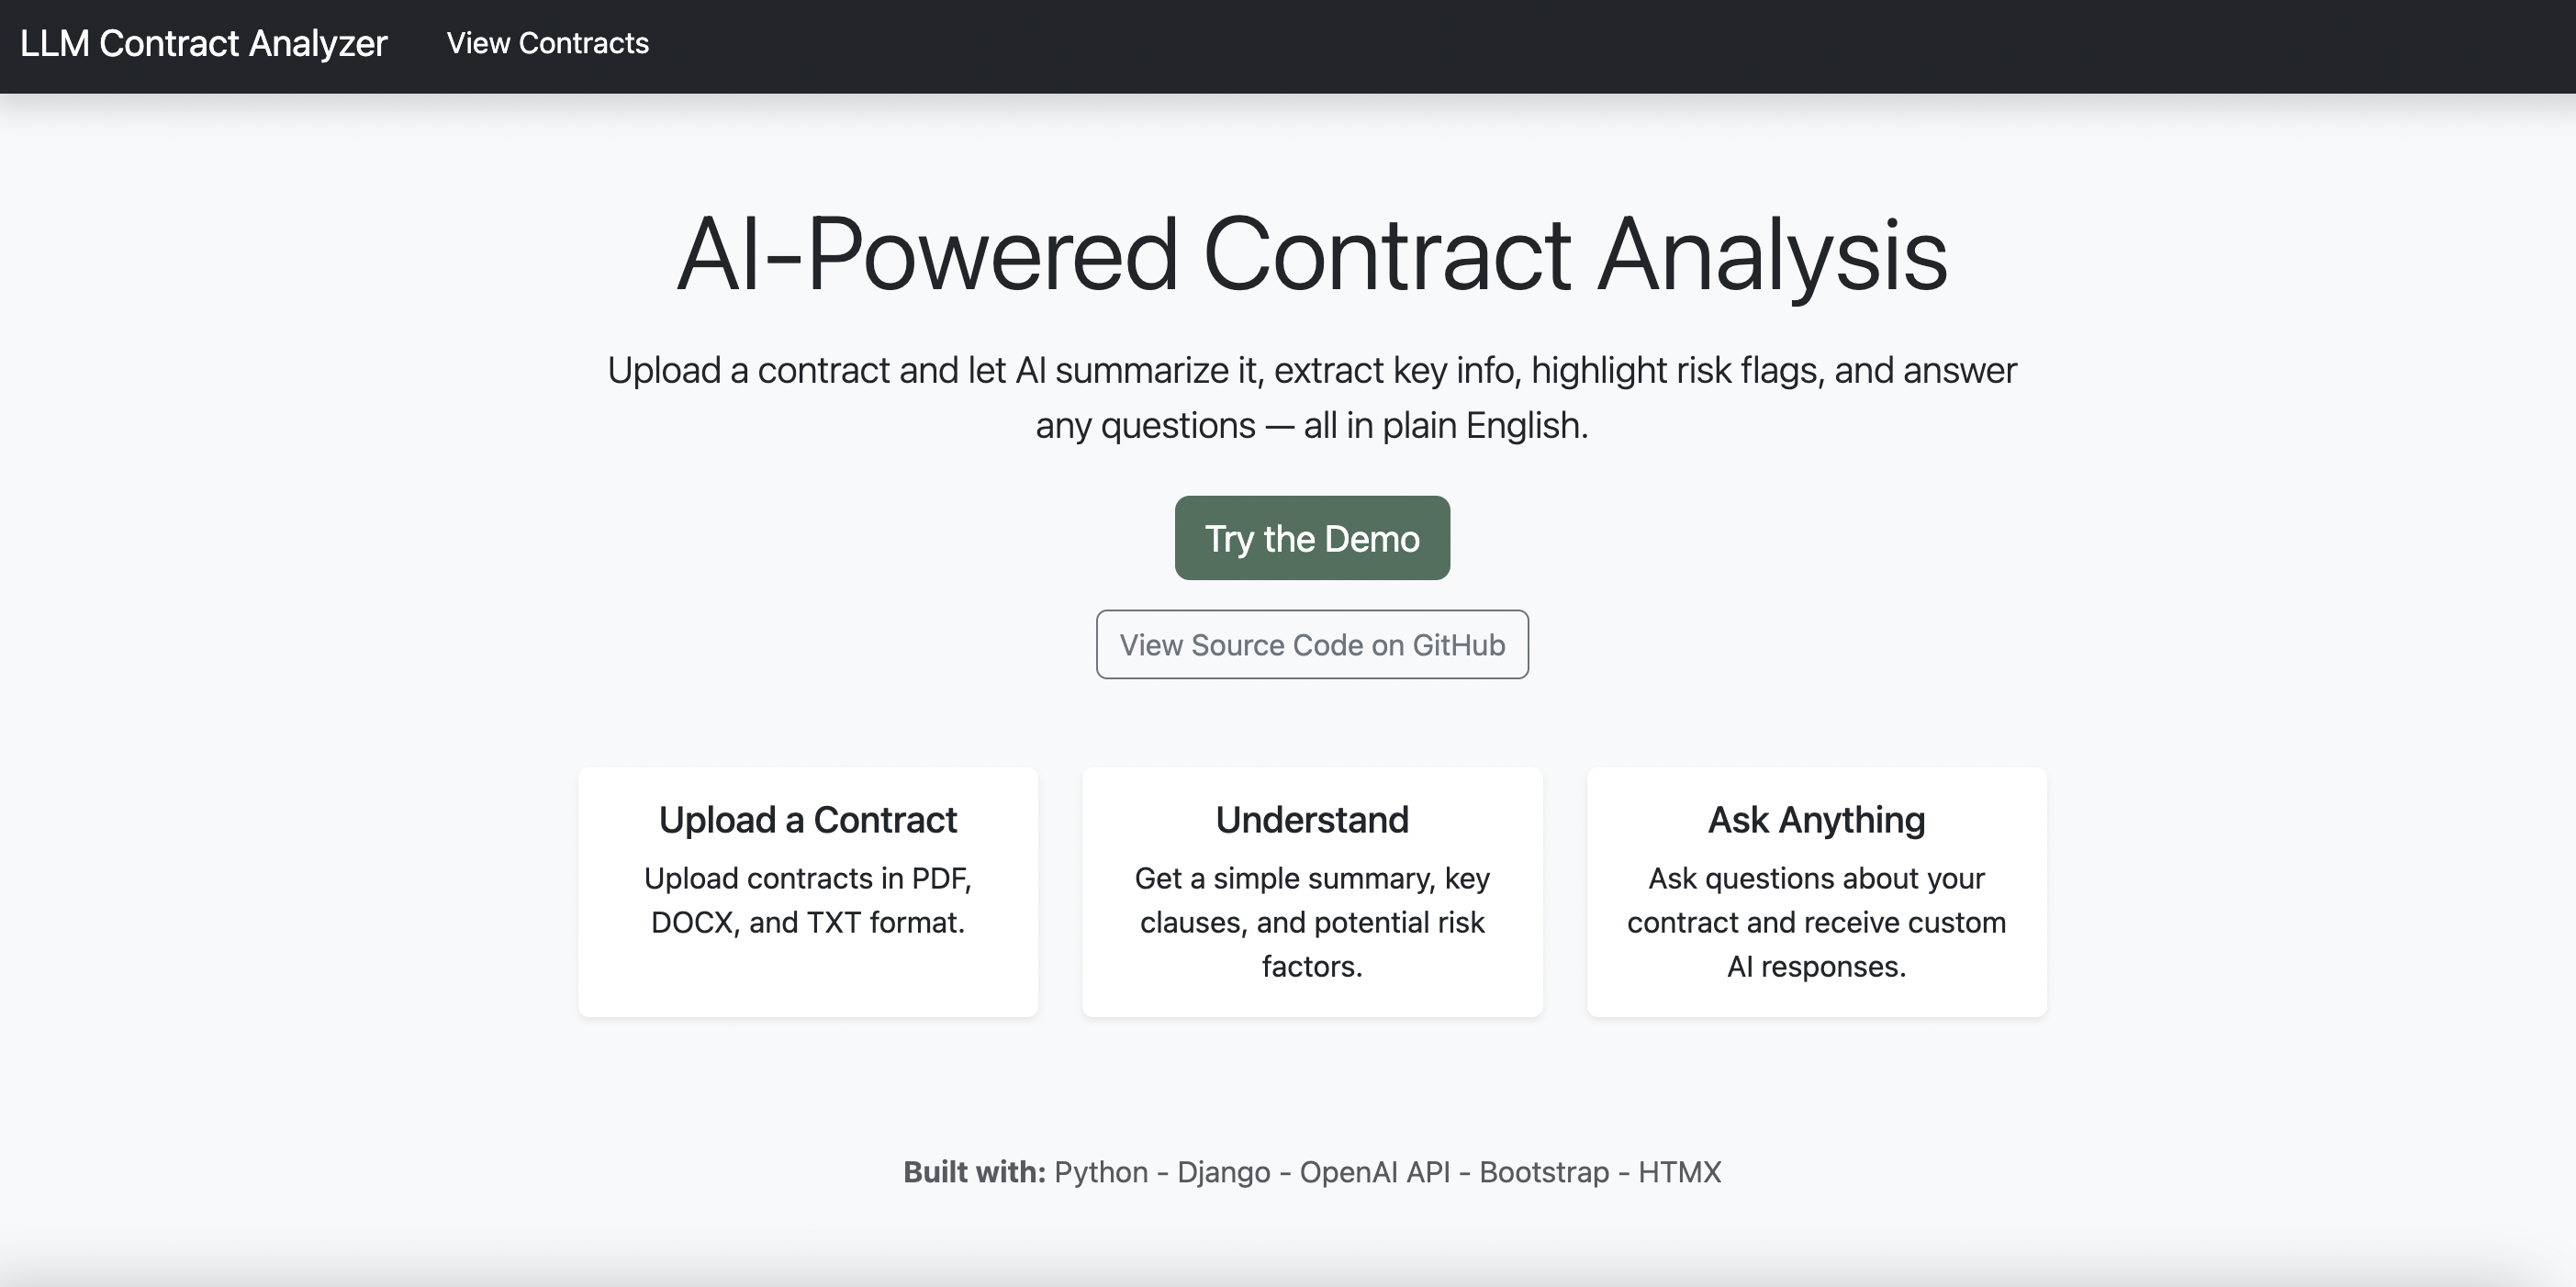 LLM Contract Analyzer
View Contracts
AI-Powered Contract Analysis
Upload a contract and let AI summarize it, extract key info, highlight risk flags, and answer
any questions — all in plain English.
Try the Demo
View Source Code on GitHub
Upload a Contract
Upload contracts in PDF,
DOCX, and TXT format.
Understand
Get a simple summary, key
clauses, and potential risk
factors.
Ask Anything
Ask questions about your
contract and receive custom
AI responses.
Built with: Python - Django - OpenAI API - Bootstrap - HTMX